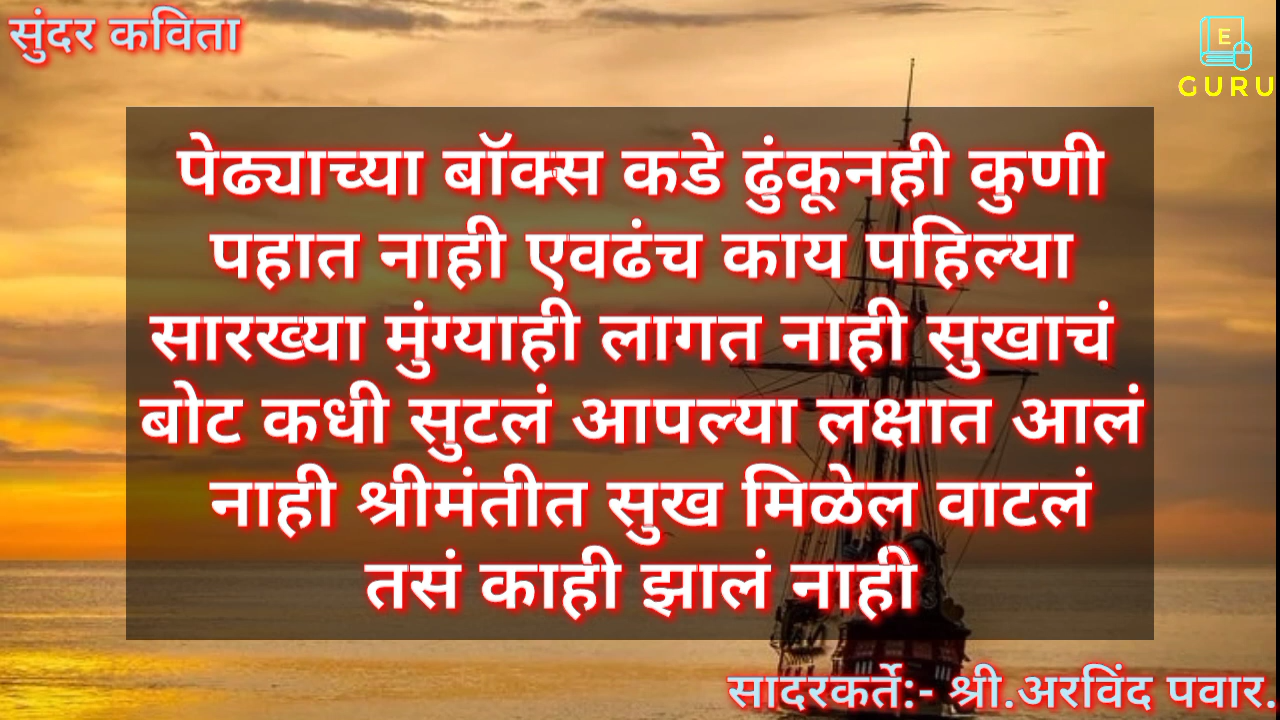 सुंदर कविता
E
GURU
पेढ्याच्या बॉक्स कडे ढुंकूनही कुणी
पहात नाही एवढंच काय पहिल्या
सारख्या मुंग्याही लागत नाही सुखाचं
बोट कधी सुटलं आपल्या लक्षात आलं
नाही श्रीमंतीत सुख मिळेल वाटलं
तसं काही झालं नाही
सादरकर्ते:- श्री.अरविंद पवार.